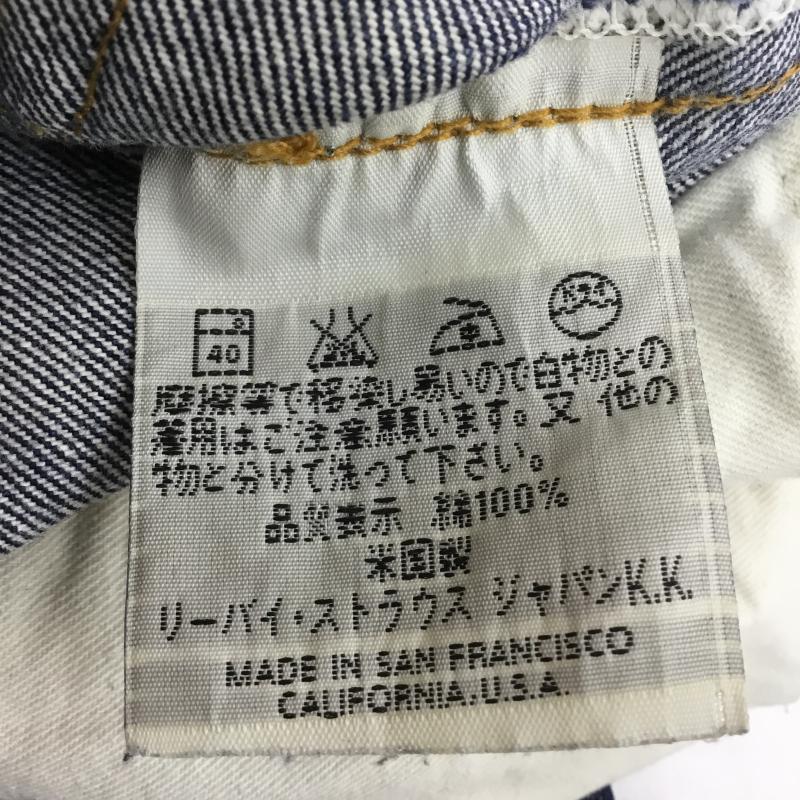 40
摩擦等で移染し易いので白物との
着用はご注意願います。又 他の
物と分けて洗って下さい。
品質表示 綿100%
米国製
リーバイ・ストラウス ジャパンK.K.
MADE IN SAN FRANCISCO
CALIFORNIA, U.S.A.